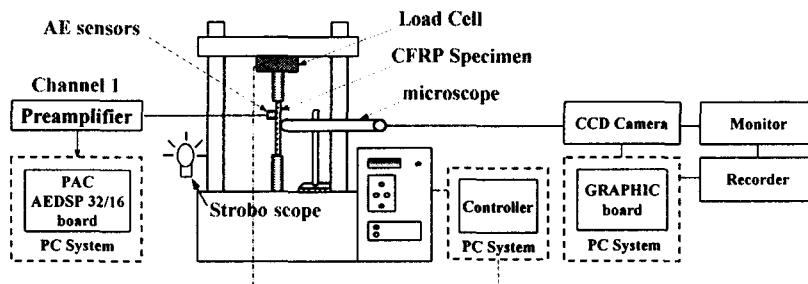 AE sensors
Load Cell
CFRP Specimen
microscope
Channel 1
Preamplifier
CCD Camera
Monitor
PAC
AEDSP 32/16
board
PC System
Strobo scope
Controller
PC System
GRAPHIC
board
PC System
Recorder